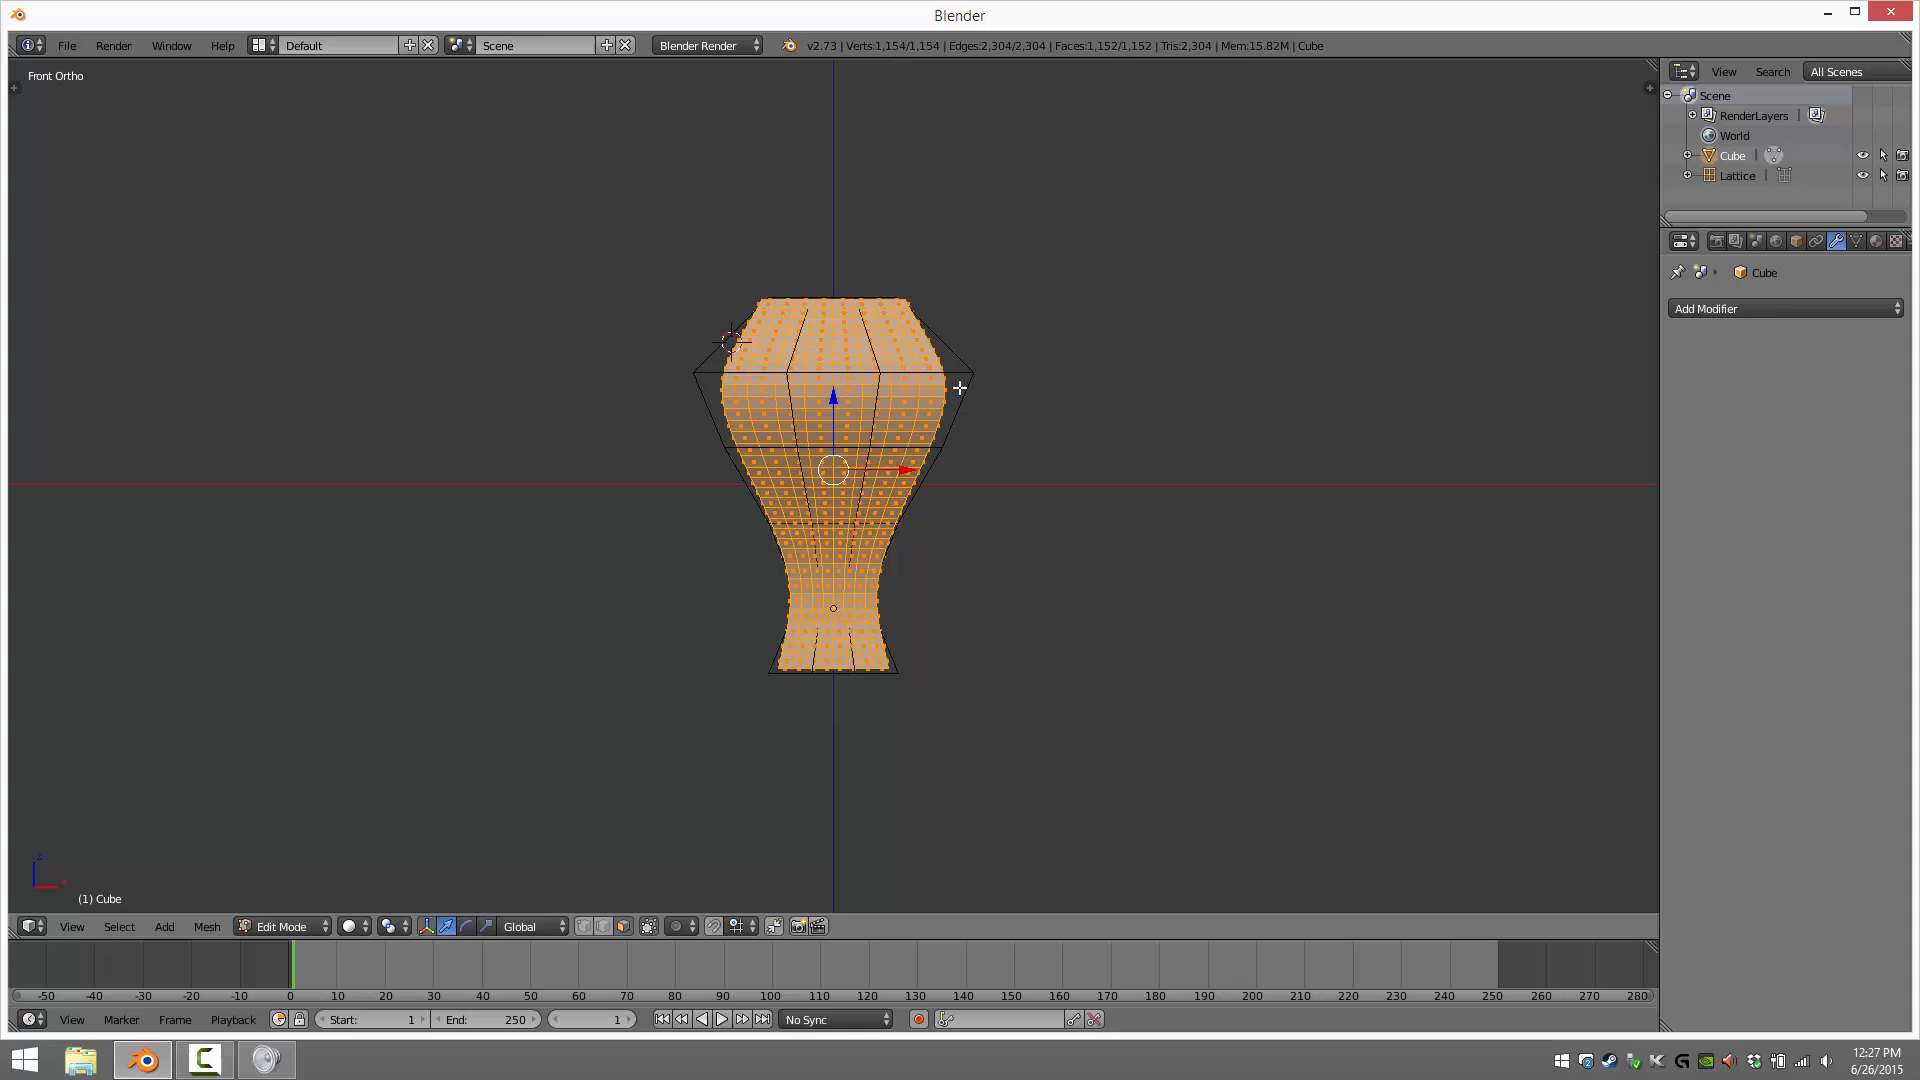 Blender
File Render Window Help Default Scene Blender Render v2.73 | Verts:1,154/1,154 | Edges:2,304/2,304 | Faces:1,152/1,152 | Tris:2,304 | Mem:15.82M | Cube
Front Ortho
View Search All Scenes
Scene
RenderLayers
World
Cube
Lattice
Cube
Add Modifier
z
x
(1) Cube
View Select Add Mesh Edit Mode Global
-50 -40 -30 -20 -10 0 10 20 30 40 50 60 70 80 90 100 110 120 130 140 150 160 170 180 190 200 210 220 230 240 250 260 270 280
View Marker Frame Playback Start: 1 End: 250 1 No Sync
12:27 PM
6/26/2015